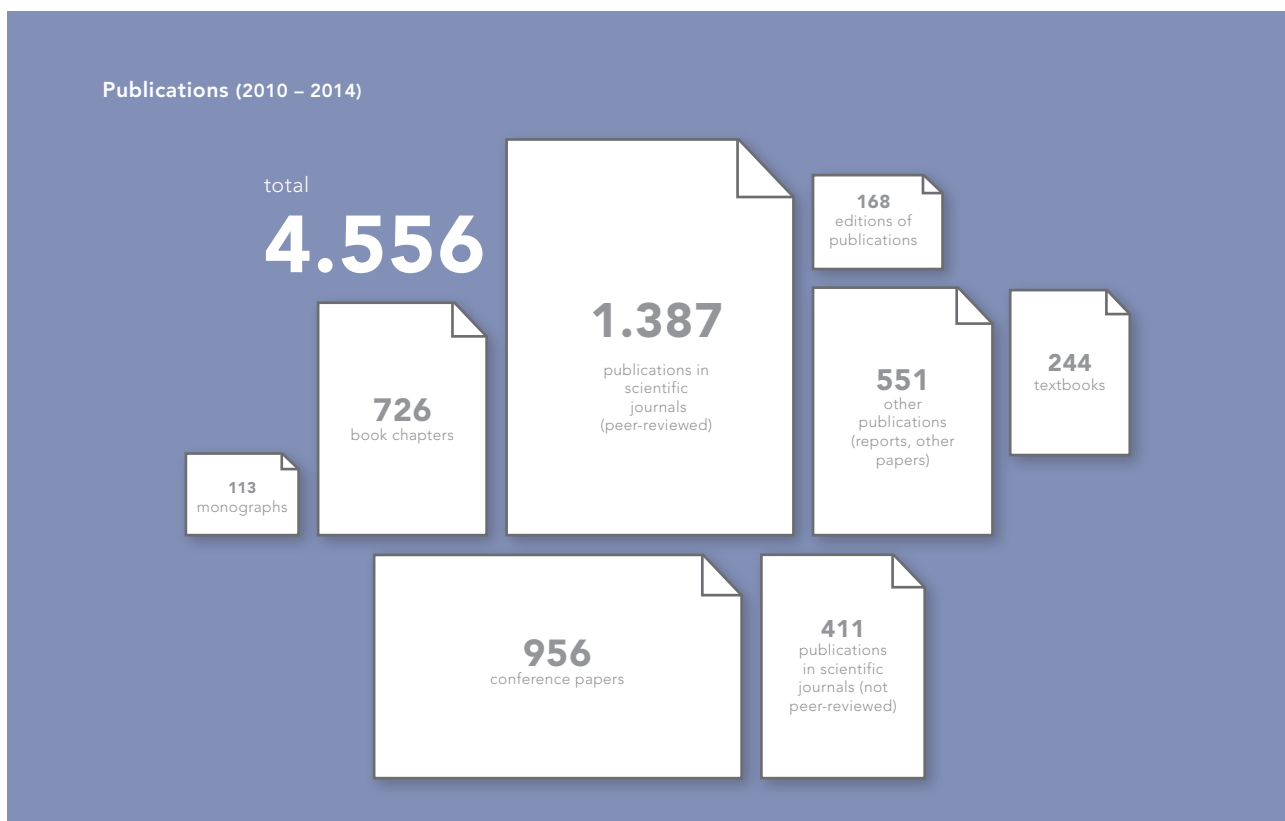 Publications (2010 – 2014)
total
4.556
1.387
publications in
scientific
journals
(peer-reviewed)
168
editions of
publications
726
book chapters
551
other
publications
(reports, other
papers)
244
textbooks
113
monographs
956
conference papers
411
publications
in scientific
journals (not
peer-reviewed)